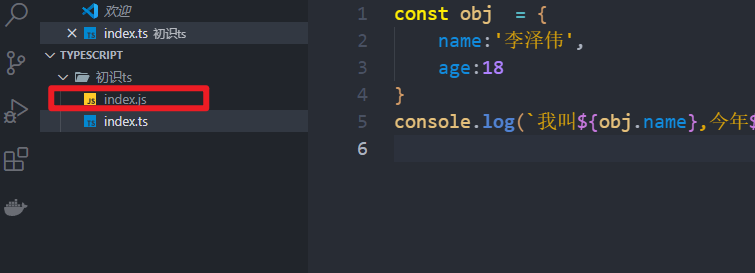 欢迎
index.ts 初识ts
TYPESCRIPT
初识ts
JS index.js
TS index.ts
1 const obj = {
2 name:'李泽伟',
3 age:18
4 }
5 console.log(`我叫${obj.name},今年$
6